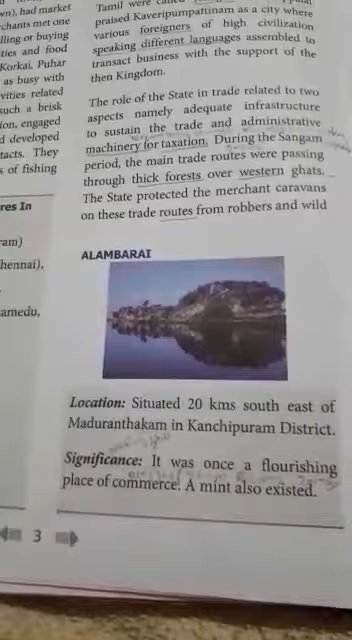 wn), had market
chants met one
lling or buying
ties and food
Korkai, Puhar
as busy with
vities related
such a brisk
ion, engaged
d developed
tacts. They
s of fishing
res In
ram)
hennai),
amedu,
Tamil were
praised Kaveripumpattinam as a city where
various foreigners of high civilization
speaking different languages assembled to
transact business with the support of the
then Kingdom.
The role of the State in trade related to two
aspects namely adequate infrastructure
to sustain the trade and administrative
machinery for taxation. During the Sangam
period, the main trade routes were passing
through thick forests over western ghats.
The State protected the merchant caravans
on these trade routes from robbers and wild
ALAMBARAI
Location: Situated 20 kms south east of
Maduranthakam in Kanchipuram District.
Significance: It was once a flourishing
place of commerce. A mint also existed.
3